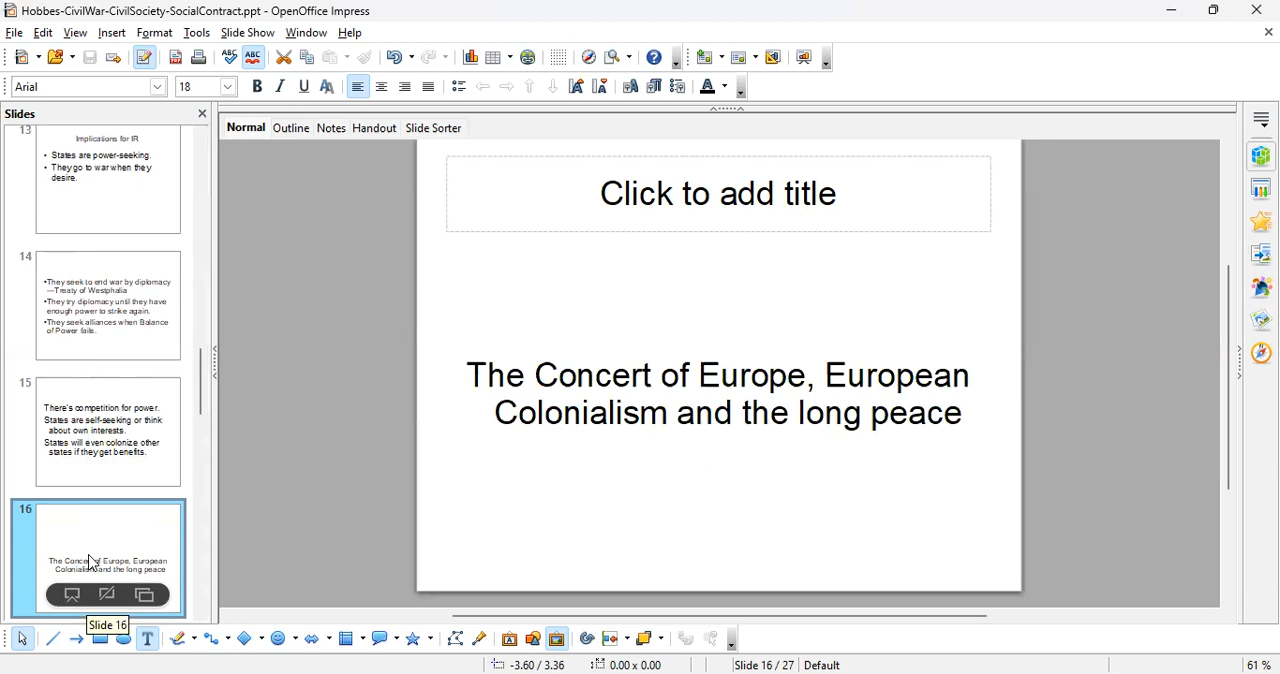 Hobbes-CivilWar-CivilSociety-SocialContract.ppt - OpenOffice Impress
File Edit View Insert Format Tools Slide Show Window Help
Arial 18
Slides
Normal Outline Notes Handout Slide Sorter
13
Implications for IR
• States are power-seeking.
• They go to war when they
desire.
14
•They seek to end war by diplomacy
—Treaty of Westphalia
•They try diplomacy until they have
enough power to strike again.
•They seek alliances when Balance
of Power fails.
15
There's competition for power.
States are self-seeking or think
about own interests.
States will even colonize other
states if they get benefits.
16
The Concert of Europe, European
Colonialism and the long peace
Slide 16
Click to add title
The Concert of Europe, European
Colonialism and the long peace
-3.60 / 3.36 0.00 x 0.00 Slide 16 / 27 Default 61 %